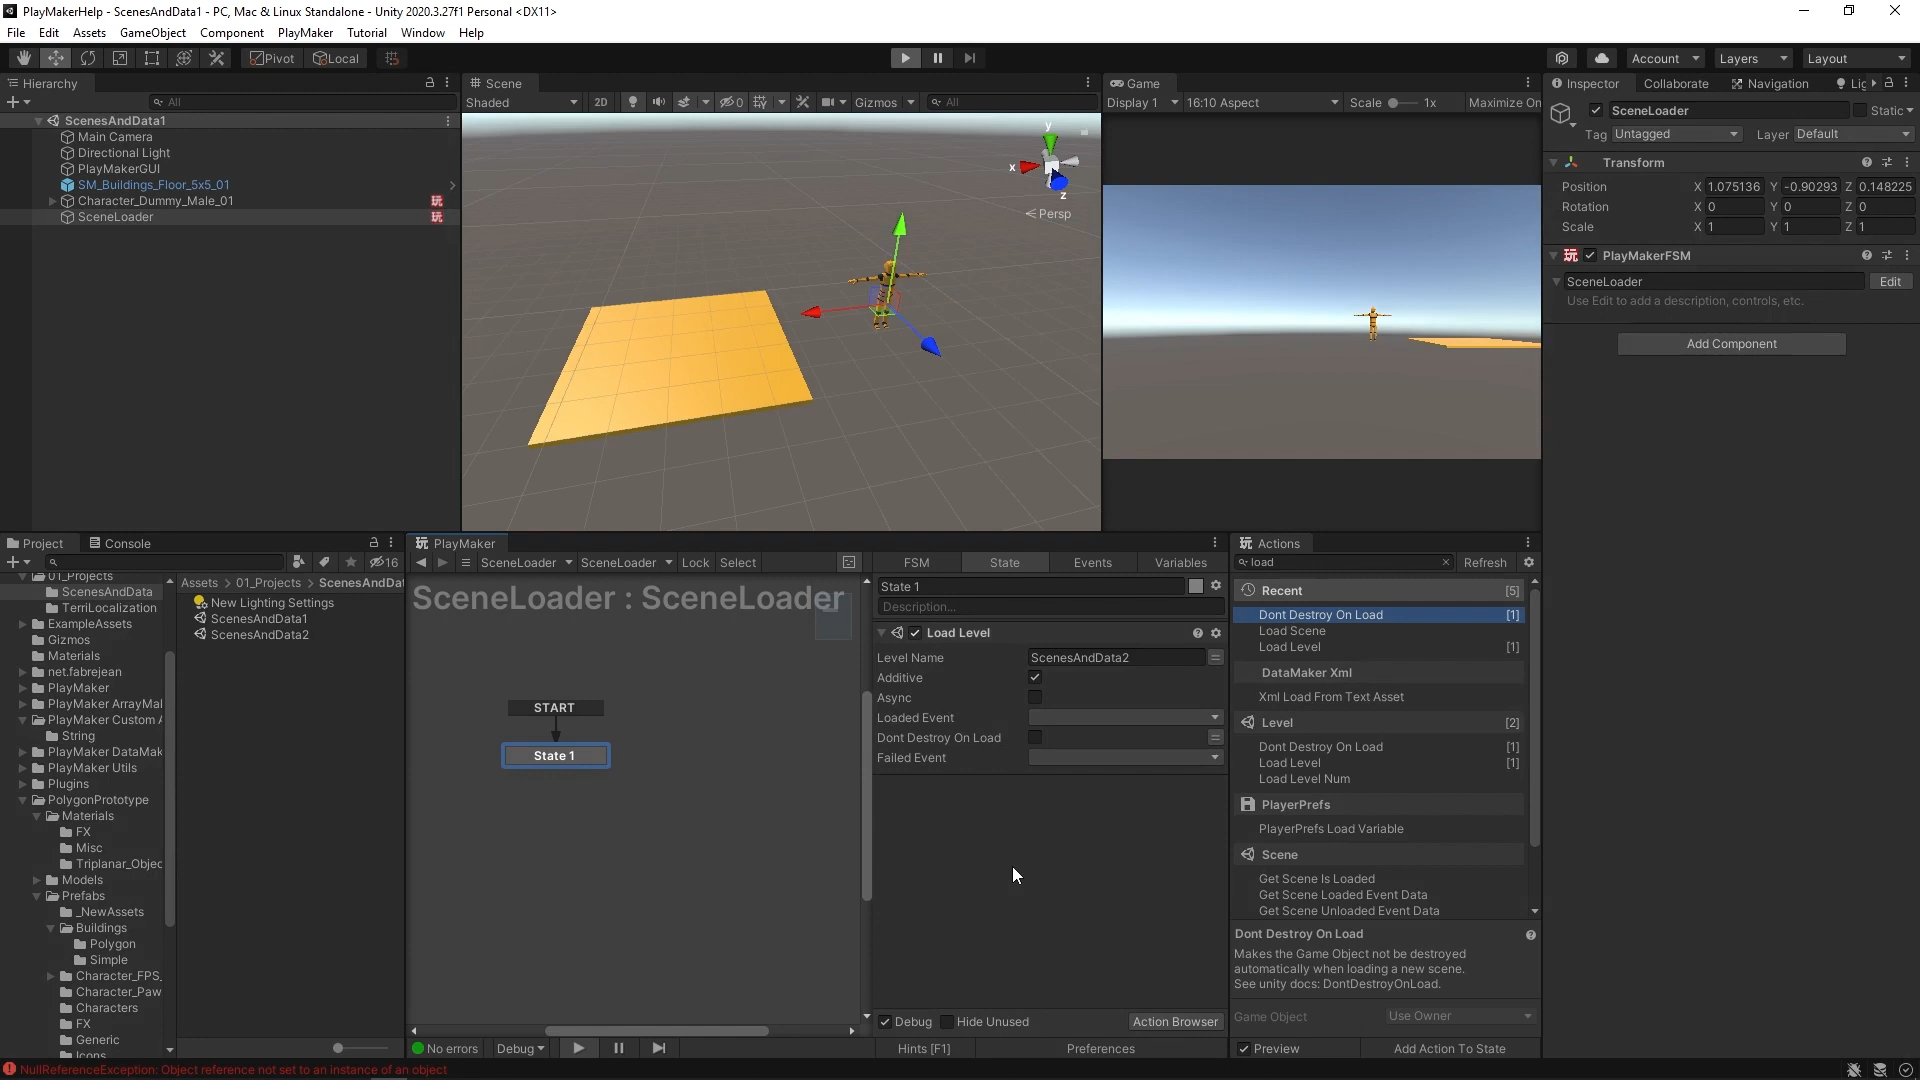 PlayMakerHelp - ScenesAndData1 - PC, Mac & Linux Standalone - Unity 2020.3.27f1 Personal <DX11>
File Edit Assets GameObject Component PlayMaker Tutorial Window Help
Pivot Local Account Layers Layout
Hierarchy
All
ScenesAndData1
Main Camera
Directional Light
PlayMakerGUI
SM_Buildings_Floor_5x5_01
Character_Dummy_Male_01
SceneLoader
Scene
Shaded 2D 0 Gizmos All
y
x
z
Persp
Game
Display 1 16:10 Aspect Scale 1x Maximize On
Inspector Collaborate Navigation Lig
SceneLoader Static
Tag Untagged Layer Default
Transform
Position X 1.075136 Y -0.90293 Z 0.148225
Rotation X 0 Y 0 Z 0
Scale X 1 Y 1 Z 1
PlayMakerFSM
SceneLoader Edit
Use Edit to add a description, controls, etc.
Add Component
Project Console
16
01_Projects
ScenesAndData
TerriLocalization
ExampleAssets
Gizmos
Materials
net.fabrejean
PlayMaker
PlayMaker ArrayMal
PlayMaker Custom A
String
PlayMaker DataMak
PlayMaker Utils
Plugins
PolygonPrototype
Materials
FX
Misc
Triplanar_Objec
Models
Prefabs
_NewAssets
Buildings
Polygon
Simple
Character_FPS_
Character_Paw
Characters
FX
Generic
Icons
Assets > 01_Projects > ScenesAndDat
New Lighting Settings
ScenesAndData1
ScenesAndData2
PlayMaker
SceneLoader SceneLoader Lock Select
SceneLoader : SceneLoader
START
State 1
No errors Debug
FSM State Events Variables
State 1
Description...
Load Level
Level Name ScenesAndData2
Additive
Async
Loaded Event
Dont Destroy On Load
Failed Event
Debug Hide Unused Action Browser
Hints [F1] Preferences
Actions
load Refresh
Recent [5]
Dont Destroy On Load [1]
Load Scene
Load Level [1]
DataMaker Xml
Xml Load From Text Asset
Level [2]
Dont Destroy On Load [1]
Load Level [1]
Load Level Num
PlayerPrefs
PlayerPrefs Load Variable
Scene
Get Scene Is Loaded
Get Scene Loaded Event Data
Get Scene Unloaded Event Data
Dont Destroy On Load
Makes the Game Object not be destroyed
automatically when loading a new scene.
See unity docs: DontDestroyOnLoad.
Game Object Use Owner
Preview Add Action To State
NullReferenceException: Object reference not set to an instance of an object